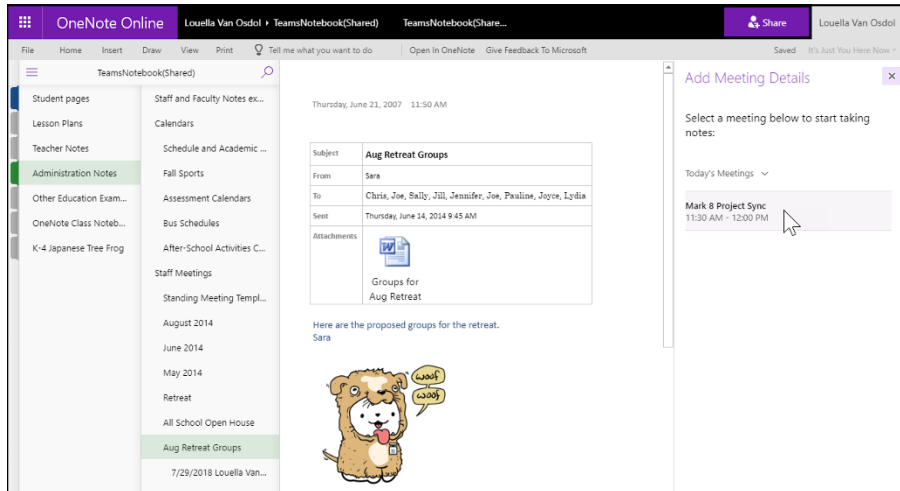 OneNote Online
Louella Van Osdol ▸ TeamsNotebook(Shared)
TeamsNotebook(Share...
Share
Louella Van Osdol
File
Home
Insert
Draw
View
Print
Tell me what you want to do
Open In OneNote
Give Feedback To Microsoft
Saved
It's Just You Here Now
TeamsNotebook(Shared)
Student pages
Lesson Plans
Teacher Notes
Administration Notes
Other Education Exam...
OneNote Class Noteb...
K-4 Japanese Tree Frog
Staff and Faculty Notes ex...
Calendars
Schedule and Academic ...
Fall Sports
Assessment Calendars
Bus Schedules
After-School Activities C...
Staff Meetings
Standing Meeting Templ...
August 2014
June 2014
May 2014
Retreat
All School Open House
Aug Retreat Groups
7/29/2018 Louella Van...
Thursday, June 21, 2007 11:50 AM
Subject
Aug Retreat Groups
From
Sara
To
Chris, Joe, Sally, Jill, Jennifer, Joe, Pauline, Joyce, Lydia
Sent
Thursday, June 14, 2014 9:45 AM
Attachments
W
Groups for
Aug Retreat
Here are the proposed groups for the retreat.
Sara
woof
woof
Add Meeting Details
Select a meeting below to start taking
notes:
Today's Meetings
Mark 8 Project Sync
11:30 AM - 12:00 PM